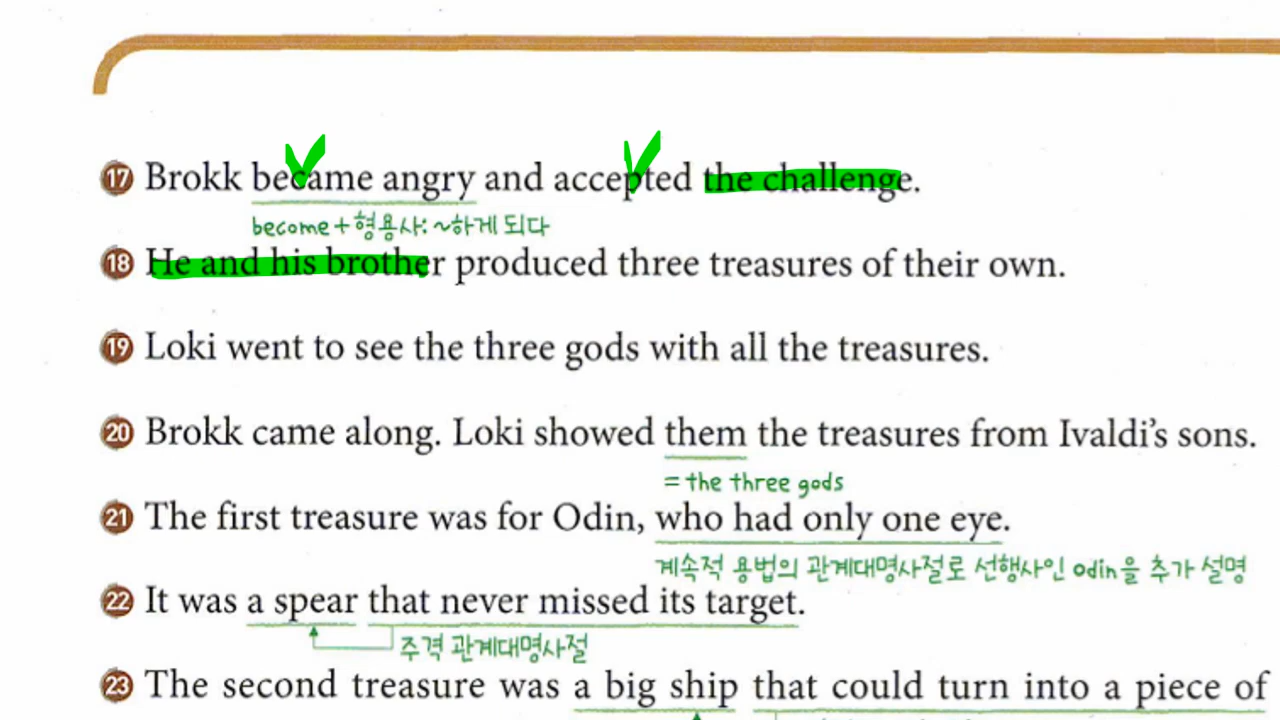 17 Brokk became angry and accepted the challenge.
become+형용사: ~하게 되다
18 He and his brother produced three treasures of their own.
19 Loki went to see the three gods with all the treasures.
20 Brokk came along. Loki showed them the treasures from Ivaldi's sons.
= the three gods
21 The first treasure was for Odin, who had only one eye.
계속적 용법의 관계대명사절로 선행사인 Odin을 추가 설명
22 It was a spear that never missed its target.
주격 관계대명사절
23 The second treasure was a big ship that could turn into a piece of